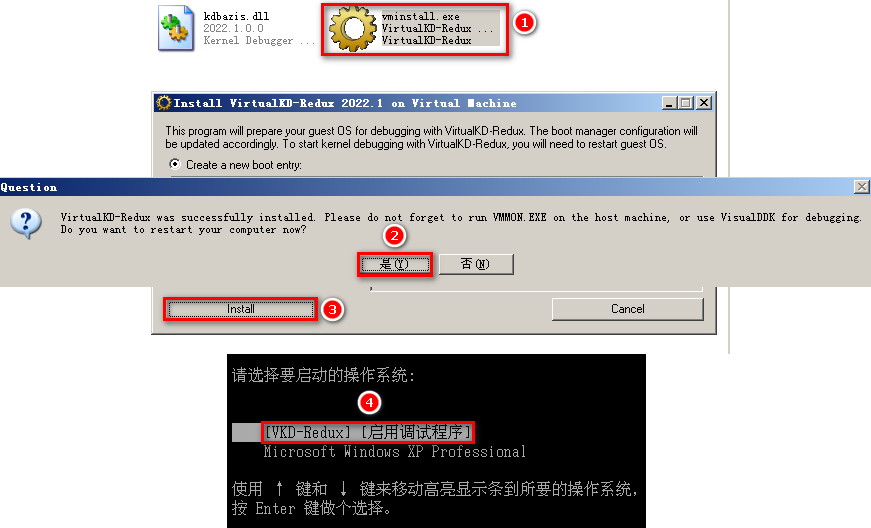 kdbazis.dll
2022.1.0.0
Kernel Debugger ...
vminstall.exe
VirtualKD-Redux ...
VirtualKD-Redux
1
Install VirtualKD-Redux 2022.1 on Virtual Machine
This program will prepare your guest OS for debugging with VirtualKD-Redux. The boot manager configuration will
be updated accordingly. To start kernel debugging with VirtualKD-Redux, you will need to restart guest OS.
Create a new boot entry:
Question
VirtualKD-Redux was successfully installed. Please do not forget to run VMMON.EXE on the host machine, or use VisualDDK for debugging.
Do you want to restart your computer now?
2
是(Y)
否(N)
Install
3
Cancel
请选择要启动的操作系统:
4
[VKD-Redux] [启用调试程序]
Microsoft Windows XP Professional
使用 ↑ 键和 ↓ 键来移动高亮显示条到所要的操作系统,
按 Enter 键做个选择。